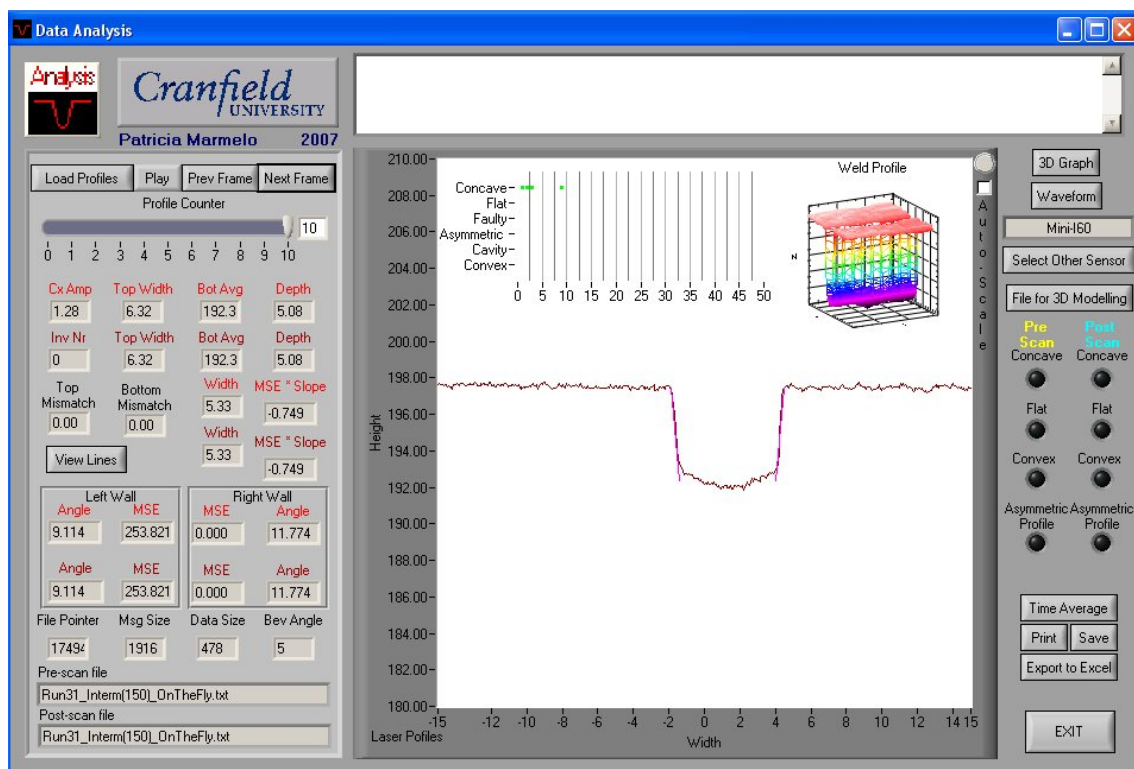 Data Analysis
Analysis
Cranfield
UNIVERSITY
Patricia Marmelo 2007
Load Profiles Play Prev Frame Next Frame
Profile Counter
10
0 1 2 3 4 5 6 7 8 9 10
Cx Amp Top Width Bot Avg Depth
1.28 6.32 192.3 5.08
Inv Nr Top Width Bot Avg Depth
0 6.32 192.3 5.08
Top Mismatch Bottom Mismatch Width MSE * Slope
0.00 0.00 5.33 -0.749
Width MSE * Slope
5.33 -0.749
View Lines
Left Wall Right Wall
Angle MSE MSE Angle
9.114 253.821 0.000 11.774
Angle MSE MSE Angle
9.114 253.821 0.000 11.774
File Pointer Msg Size Data Size Bev Angle
1916 478 5
Pre-scan file
Run31_Interm(150)_OnTheFly.txt
Post-scan file
Run31_Interm(150)_OnTheFly.txt
210.00
208.00
206.00
204.00
202.00
200.00
198.00
196.00
194.00
192.00
190.00
188.00
186.00
184.00
182.00
180.00
Height
-15 -12 -10 -8 -6 -4 -2 0 2 4 6 8 10 12 14 15
Width
Laser Pofiles
Concave
Flat
Faulty
Asymmetric
Cavity
Convex
0 5 10 15 20 25 30 35 40 45 50
Weld Profile
Auto-Scale
3D Graph
Waveform
Mini-I60
Select Other Sensor
File for 3D Modelling
Pre Scan Post Scan
Concave Concave
Flat Flat
Convex Convex
Asymmetric Profile Asymmetric Profile
Time Average
Print Save
Export to Excel
EXIT